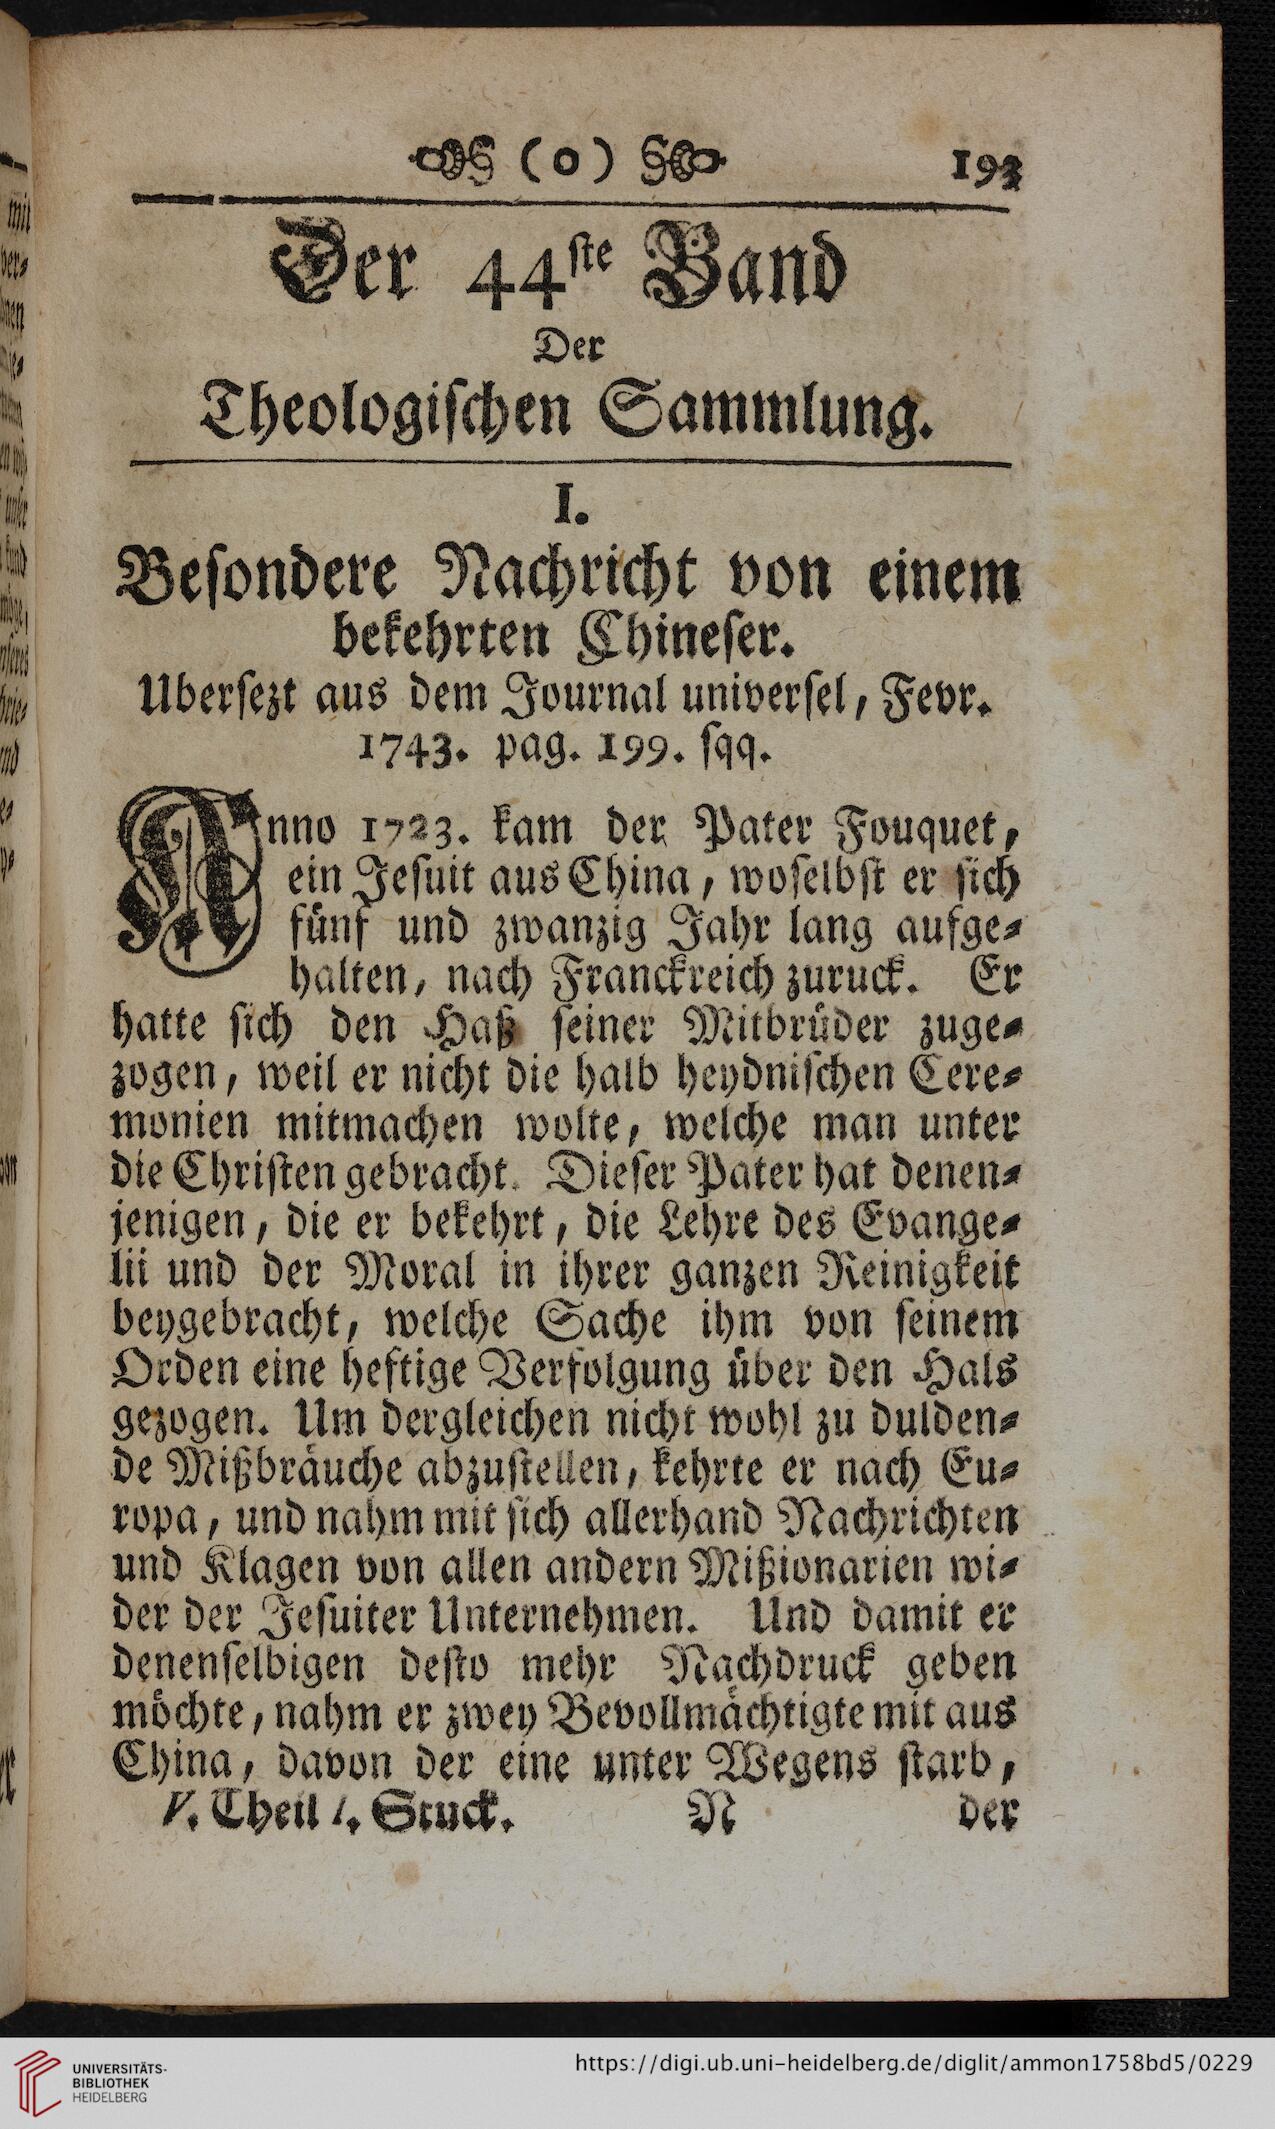 (0) 193
Der 44ste Band
Der
Theologischen Sammlung.
I.
Besondere Nachricht von einem
bekehrten Chineser.
Ubersezt aus dem Journal universel, Fevr.
1743. pag. 199. sqq.
Anno 1723. kam der Pater Fouquet,
ein Jesuit aus China, woselbst er sich
fünf und zwanzig Jahr lang aufge-
halten, nach Franckreich zuruck. Er
hatte sich den Haß seiner Mitbrüder zuge-
zogen, weil er nicht die halb heydnischen Cere-
monien mitmachen wolte, welche man unter
die Christen gebracht. Dieser Pater hat denen-
jenigen, die er bekehrt, die Lehre des Evange-
lii und der Moral in ihrer ganzen Reinigkeit
beygebracht, welche Sache ihm von seinem
Orden eine heftige Verfolgung über den Hals
gezogen. Um dergleichen nicht wohl zu dulden-
de Mißbräuche abzustellen, kehrte er nach Eu-
ropa, und nahm mit sich allerhand Nachrichten
und Klagen von allen andern Mißionarien wi-
der der Jesuiter Unternehmen. Und damit er
denenselbigen desto mehr Nachdruck geben
möchte, nahm er zwey Bevollmächtigte mit aus
China, davon der eine unter Wegens starb,
V. Theil 1. Stuck. N der
UNIVERSITÄTS-
BIBLIOTHEK
HEIDELBERG
https://digi.ub.uni-heidelberg.de/diglit/ammon1758bd5/0229